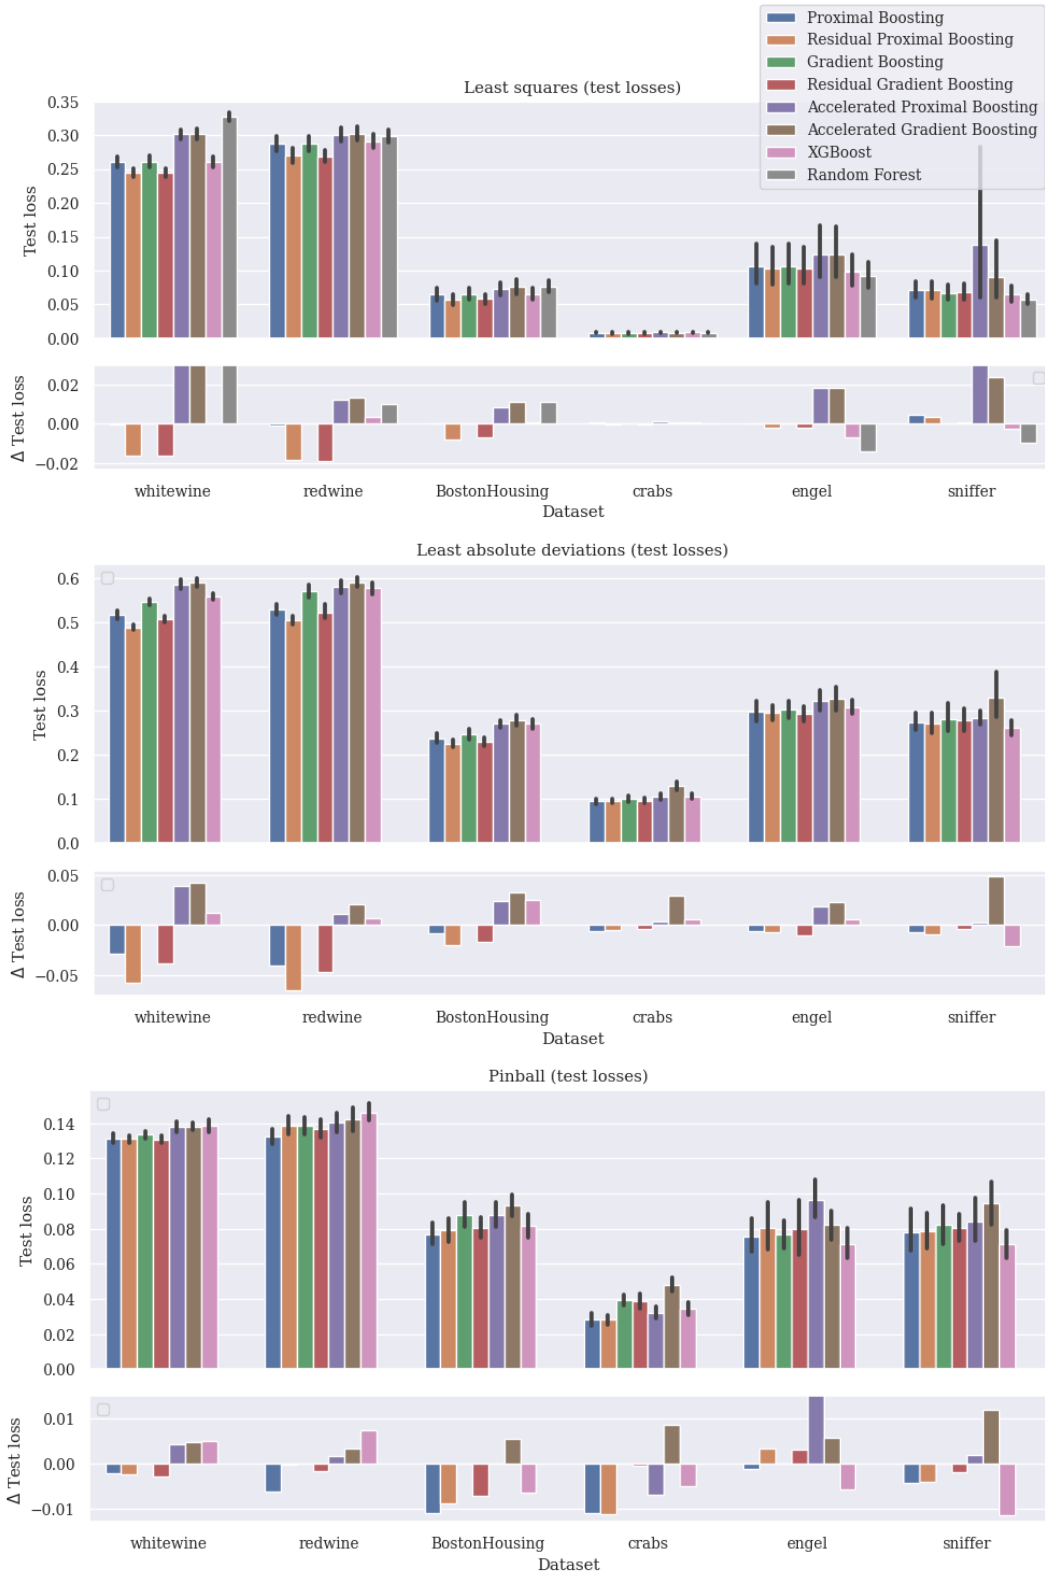 Proximal Boosting
Residual Proximal Boosting
Gradient Boosting
Residual Gradient Boosting
Accelerated Proximal Boosting
Accelerated Gradient Boosting
XGBoost
Random Forest
Least squares (test losses)
Test loss
0.35
0.30
0.25
0.20
0.15
0.10
0.05
0.00
Δ Test loss
0.02
0.00
−0.02
whitewine redwine BostonHousing crabs engel sniffer
Dataset
Least absolute deviations (test losses)
Test loss
0.6
0.5
0.4
0.3
0.2
0.1
0.0
Δ Test loss
0.05
0.00
−0.05
whitewine redwine BostonHousing crabs engel sniffer
Dataset
Pinball (test losses)
Test loss
0.14
0.12
0.10
0.08
0.06
0.04
0.02
0.00
Δ Test loss
0.01
0.00
−0.01
whitewine redwine BostonHousing crabs engel sniffer
Dataset